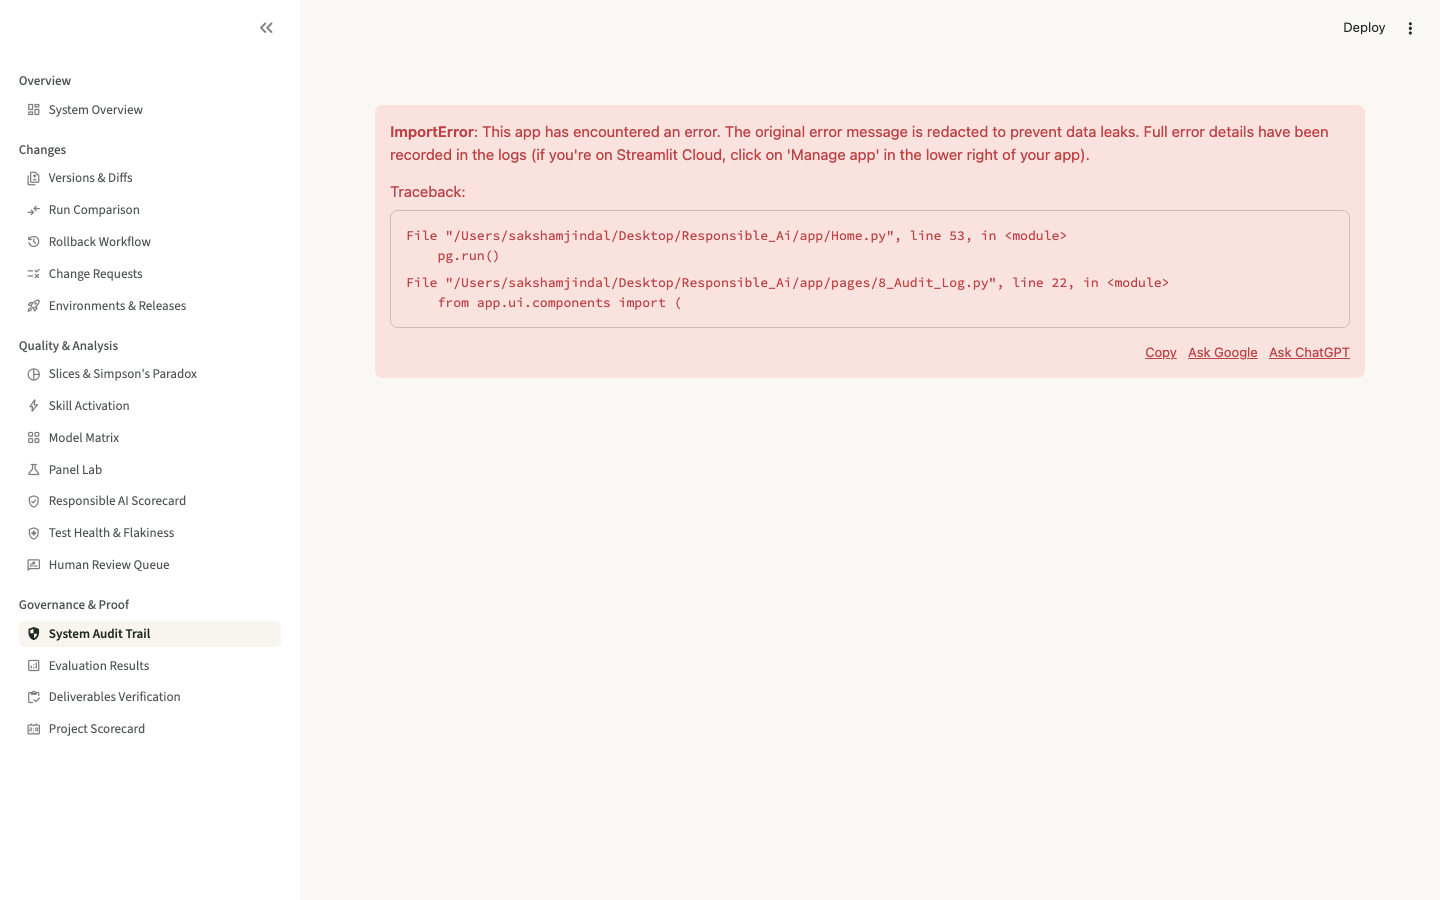 Deploy
Overview
System Overview
Changes
Versions & Diffs
Run Comparison
Rollback Workflow
Change Requests
Environments & Releases
Quality & Analysis
Slices & Simpson's Paradox
Skill Activation
Model Matrix
Panel Lab
Responsible AI Scorecard
Test Health & Flakiness
Human Review Queue
Governance & Proof
System Audit Trail
Evaluation Results
Deliverables Verification
Project Scorecard
ImportError: This app has encountered an error. The original error message is redacted to prevent data leaks. Full error details have been
recorded in the logs (if you're on Streamlit Cloud, click on 'Manage app' in the lower right of your app).
Traceback:
File "/Users/sakshamjindal/Desktop/Responsible_Ai/app/Home.py", line 53, in <module>
    pg.run()
File "/Users/sakshamjindal/Desktop/Responsible_Ai/app/pages/8_Audit_Log.py", line 22, in <module>
    from app.ui.components import (
Copy Ask Google Ask ChatGPT